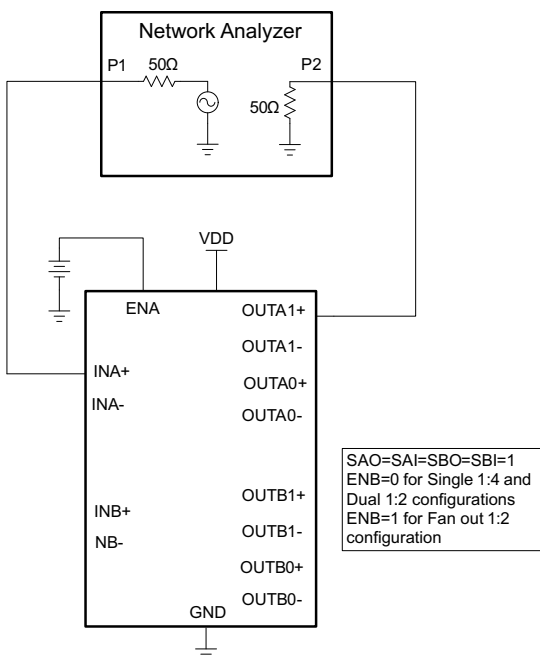 Network Analyzer
P1
50Ω
P2
50Ω
VDD
ENA
OUTA1+
OUTA1-
INA+
OUTA0+
INA-
OUTA0-
SAO=SAI=SBO=SBI=1
ENB=0 for Single 1:4 and
Dual 1:2 configurations
ENB=1 for Fan out 1:2
configuration
OUTB1+
INB+
OUTB1-
NB-
OUTB0+
OUTB0-
GND